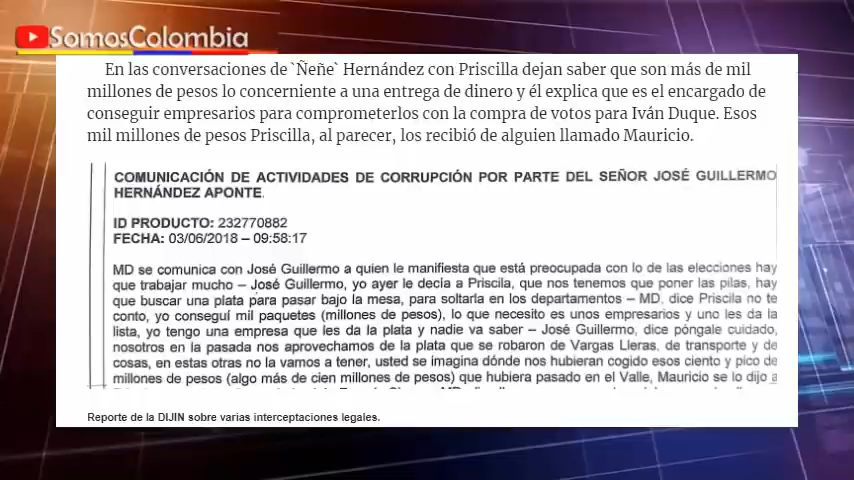 SomosColombia
En las conversaciones de `Ñeñe` Hernández con Priscilla dejan saber que son más de mil
millones de pesos lo concerniente a una entrega de dinero y él explica que es el encargado de
conseguir empresarios para comprometerlos con la compra de votos para Iván Duque. Esos
mil millones de pesos Priscilla, al parecer, los recibió de alguien llamado Mauricio.
COMUNICACIÓN DE ACTIVIDADES DE CORRUPCIÓN POR PARTE DEL SEÑOR JOSÉ GUILLERMO
HERNÁNDEZ APONTE.
ID PRODUCTO: 232770882
FECHA: 03/06/2018 – 09:58:17
MD se comunica con José Guillermo a quien le manifiesta que está preocupada con lo de las elecciones hay
que trabajar mucho – José Guillermo, yo ayer le decía a Priscila, que nos tenemos que poner las pilas, hay
que buscar una plata para pasar bajo la mesa, para soltarla en los departamentos – MD, dice Priscila no te
conto, yo conseguí mil paquetes (millones de pesos), lo que necesito es unos empresarios y uno les da la
lista, yo tengo una empresa que les da la plata y nadie va saber – José Guillermo, dice póngale cuidado,
nosotros en la pasada nos aprovechamos de la plata que se robaron de Vargas Lleras, de transporte y de
cosas, en estas otras no la vamos a tener, usted se imagina dónde nos hubieran cogido esos ciento y pico de
millones de pesos (algo más de cien millones de pesos) que hubiera pasado en el Valle, Mauricio se lo dijo a
Reporte de la DIJIN sobre varias interceptaciones legales.